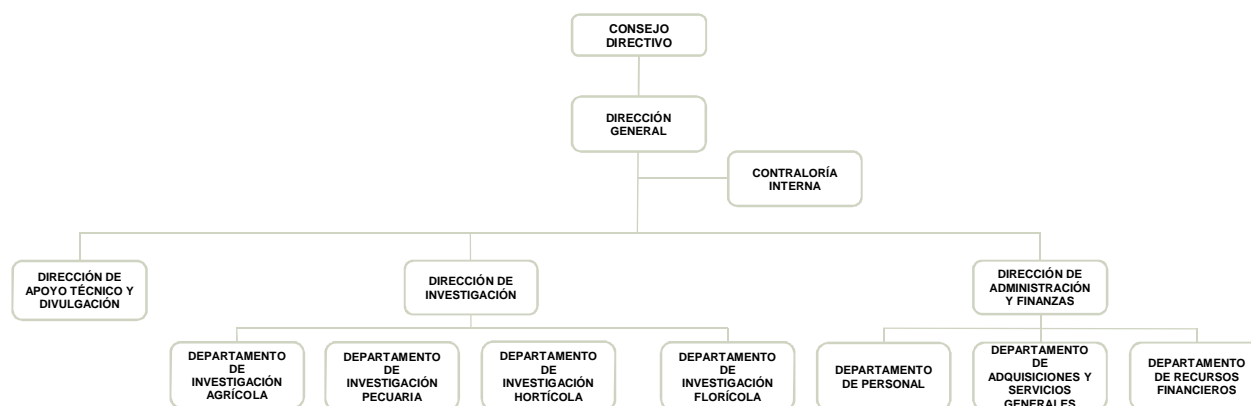 CONSEJO
DIRECTIVO
DIRECCIÓN
GENERAL
CONTRALORÍA
INTERNA
DIRECCIÓN DE
APOYO TÉCNICO Y
DIVULGACIÓN
DIRECCIÓN DE
INVESTIGACIÓN
DIRECCIÓN DE
ADMINISTRACIÓN
Y FINANZAS
DEPARTAMENTO
DE
INVESTIGACIÓN
AGRÍCOLA
DEPARTAMENTO
DE
INVESTIGACIÓN
PECUARIA
DEPARTAMENTO
DE
INVESTIGACIÓN
HORTÍCOLA
DEPARTAMENTO
DE
INVESTIGACIÓN
FLORÍCOLA
DEPARTAMENTO
DE PERSONAL
DEPARTAMENTO
DE
ADQUISICIONES Y
SERVICIOS
GENERALES
DEPARTAMENTO
DE RECURSOS
FINANCIEROS